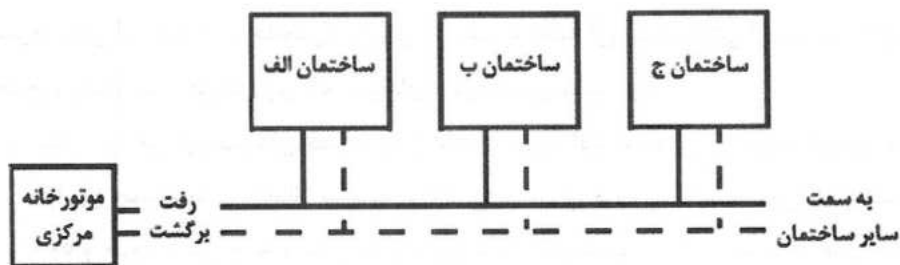 ساختمان الف
ساختمان ب
ساختمان ج
موتورخانه
مرکزی
رفت
برگشت
به سمت
سایر ساختمان